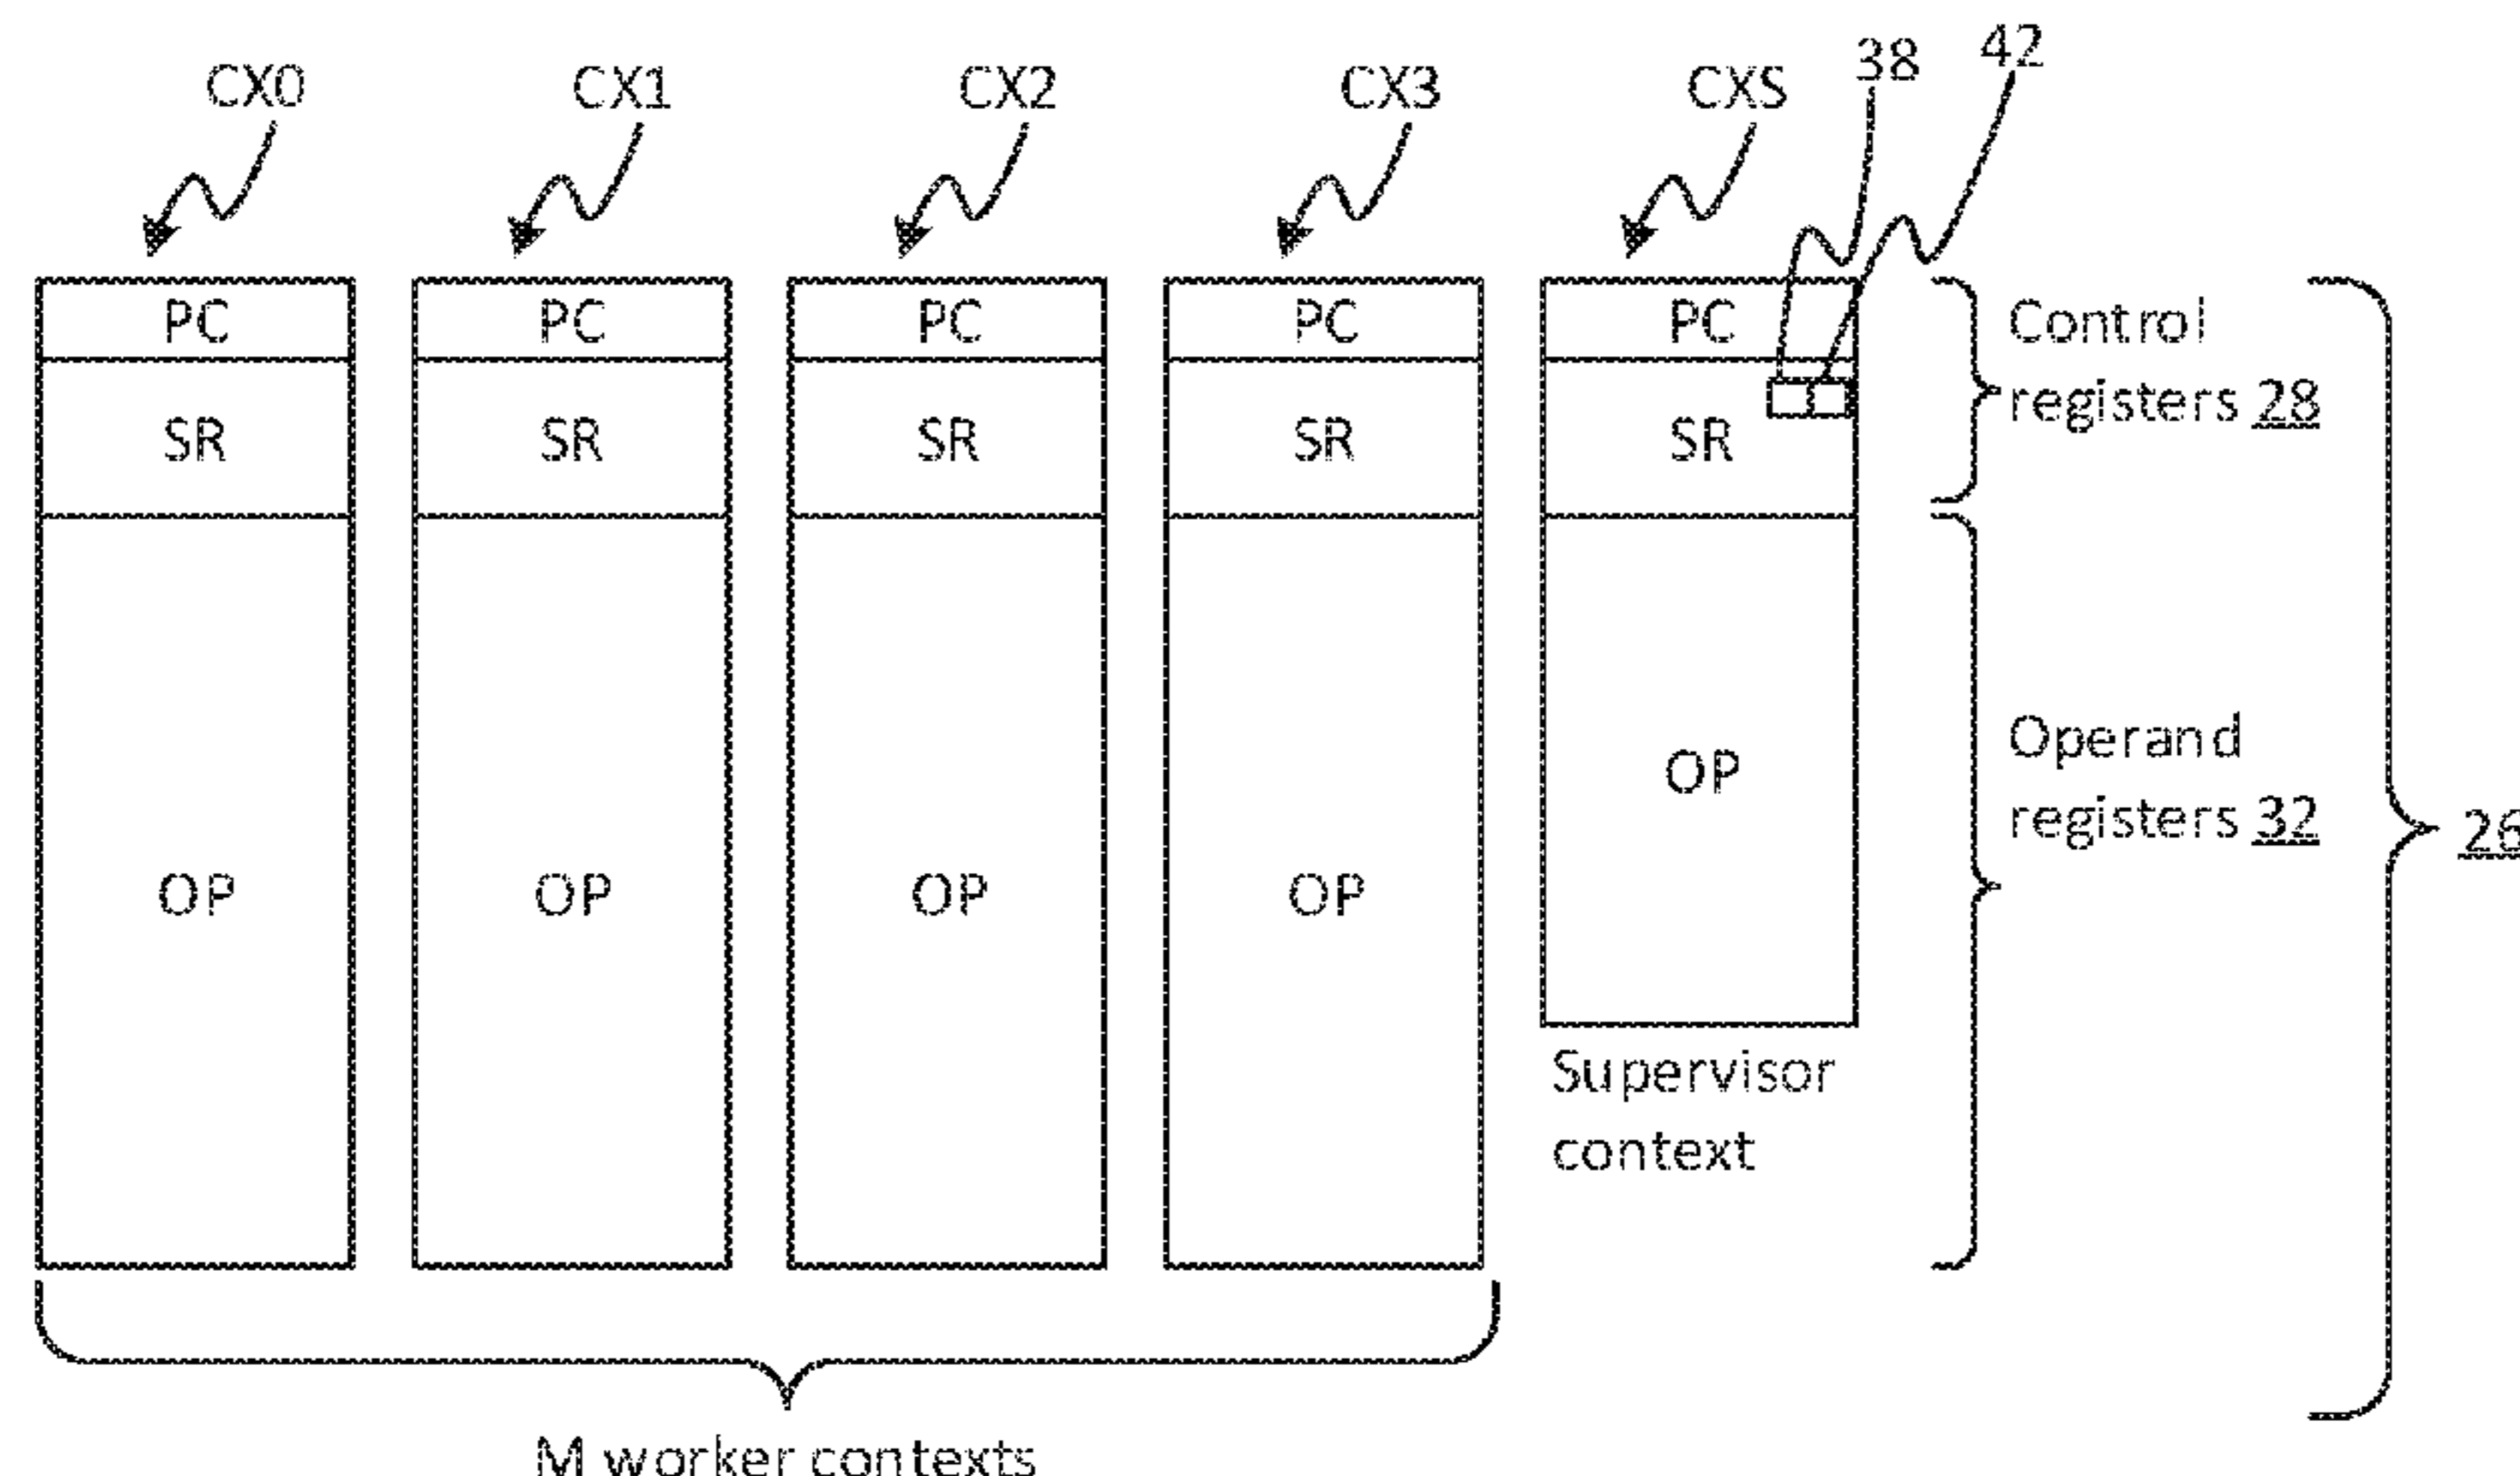 CX0 CX1 CX2 CX3 CXS 38 42
PC PC PC PC PC
SR SR SR SR SR
Control
registers 28
OP OP OP OP OP
Operand
registers 32
26
Supervisor
context
M worker contexts